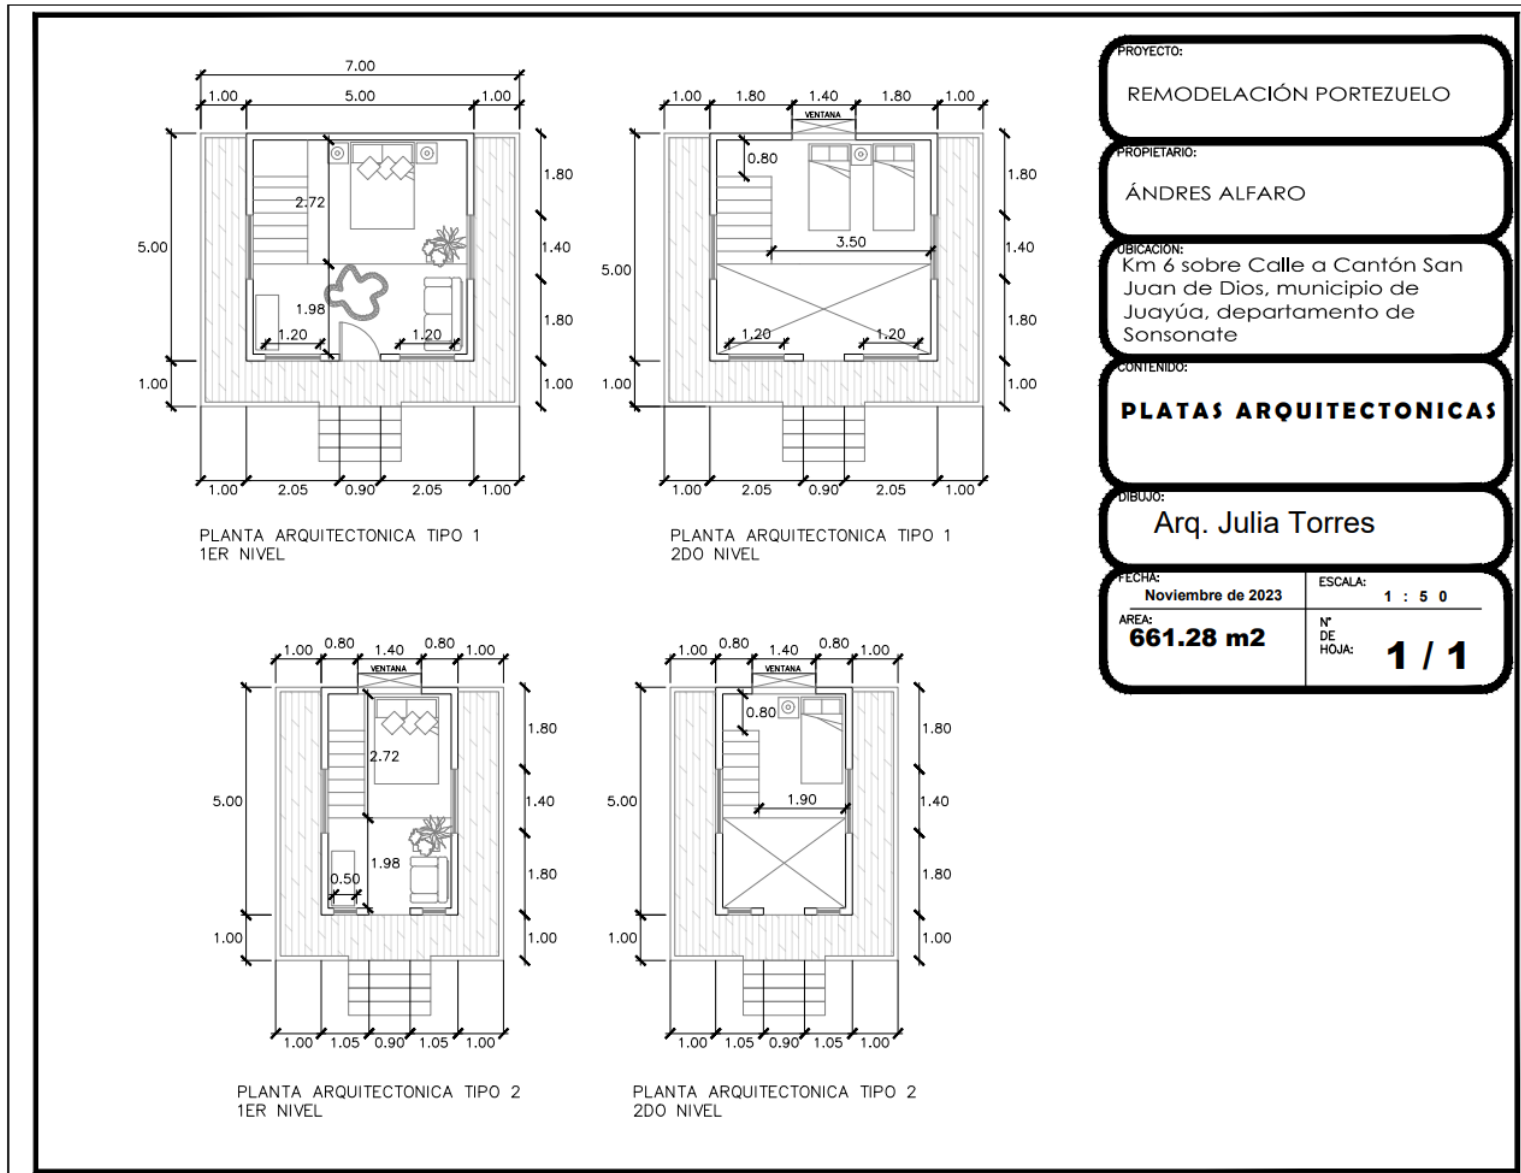 7.00
1.00 5.00 1.00
5.00
1.00
2.72
1.98
1.20
1.20
1.80
1.40
1.80
1.00
1.00 2.05 0.90 2.05 1.00
PLANTA ARQUITECTONICA TIPO 1
1ER NIVEL
1.00 1.80 1.40 1.80 1.00
VENTANA
0.80
3.50
5.00
1.00
1.20
1.20
1.80
1.40
1.80
1.00
1.00 2.05 0.90 2.05 1.00
PLANTA ARQUITECTONICA TIPO 1
2DO NIVEL
1.00 0.80 1.40 0.80 1.00
VENTANA
2.72
5.00
1.98
0.50
1.00
1.80
1.40
1.80
1.00
1.00 1.05 0.90 1.05 1.00
PLANTA ARQUITECTONICA TIPO 2
1ER NIVEL
1.00 0.80 1.40 0.80 1.00
VENTANA
0.80
1.90
5.00
1.00
1.80
1.40
1.80
1.00
1.00 1.05 0.90 1.05 1.00
PLANTA ARQUITECTONICA TIPO 2
2DO NIVEL
PROYECTO:
REMODELACIÓN PORTEZUELO
PROPIETARIO:
ÁNDRES ALFARO
UBICACIÓN:
Km 6 sobre Calle a Cantón San
Juan de Dios, municipio de
Juayúa, departamento de
Sonsonate
CONTENIDO:
PLATAS ARQUITECTONICAS
DIBUJO:
Arq. Julia Torres
FECHA:
Noviembre de 2023
ESCALA:
1 : 5 0
AREA:
661.28 m2
N°
DE
HOJA:
1 / 1